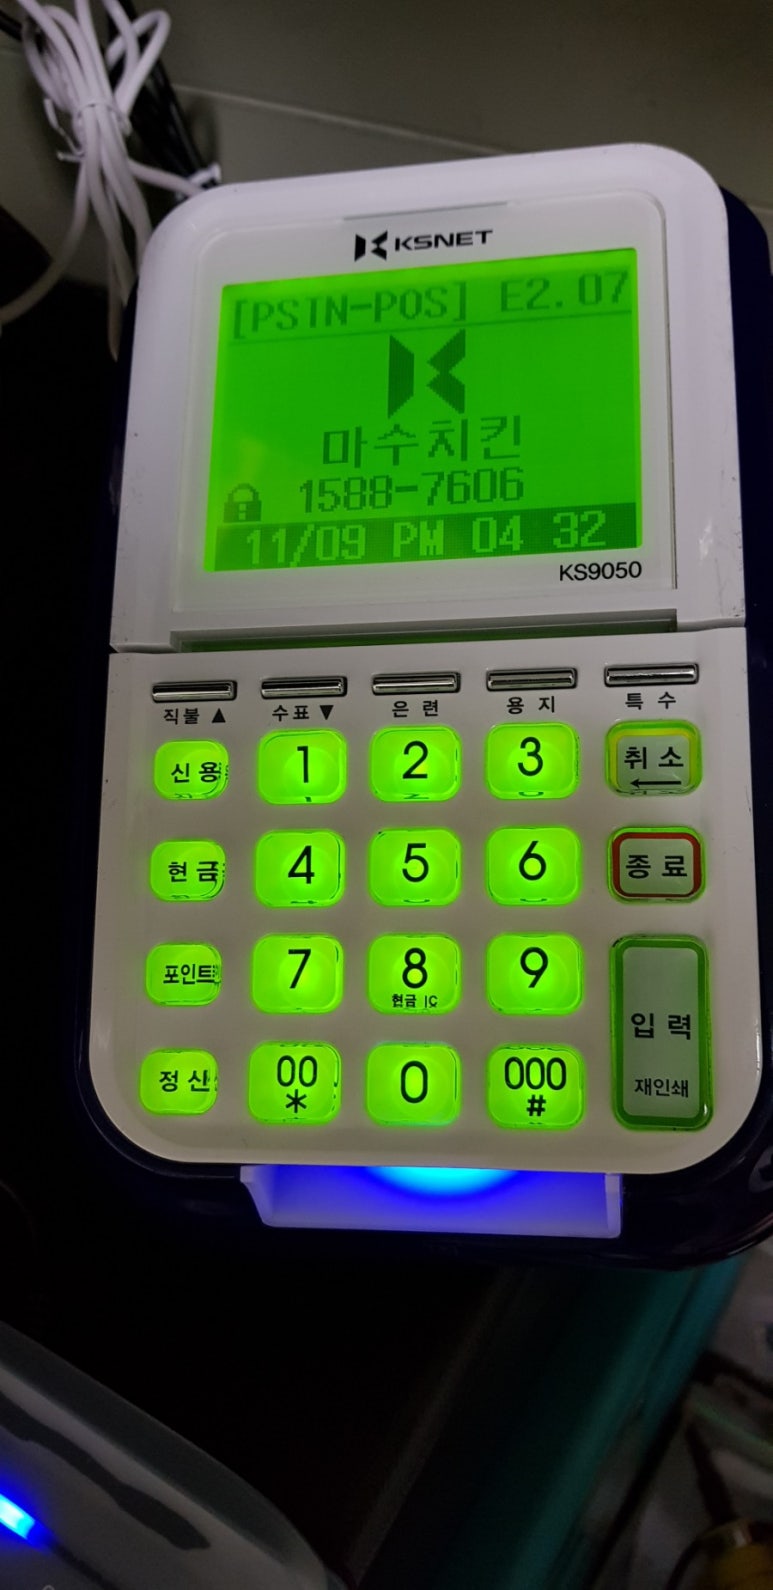 KSNET
[PSTN-POS] E2.07
마수치킨
1588-7606
11/09 PM 04 32
KS9050
직불 ▲ 수표 ▼ 은 련 용 지 특 수
신 용 1 2 3 취 소 ←
현 금 4 5 6 종 료
포인트 7 8 9
현금 IC
입 력
재인쇄
정 산 00 0 000
* #